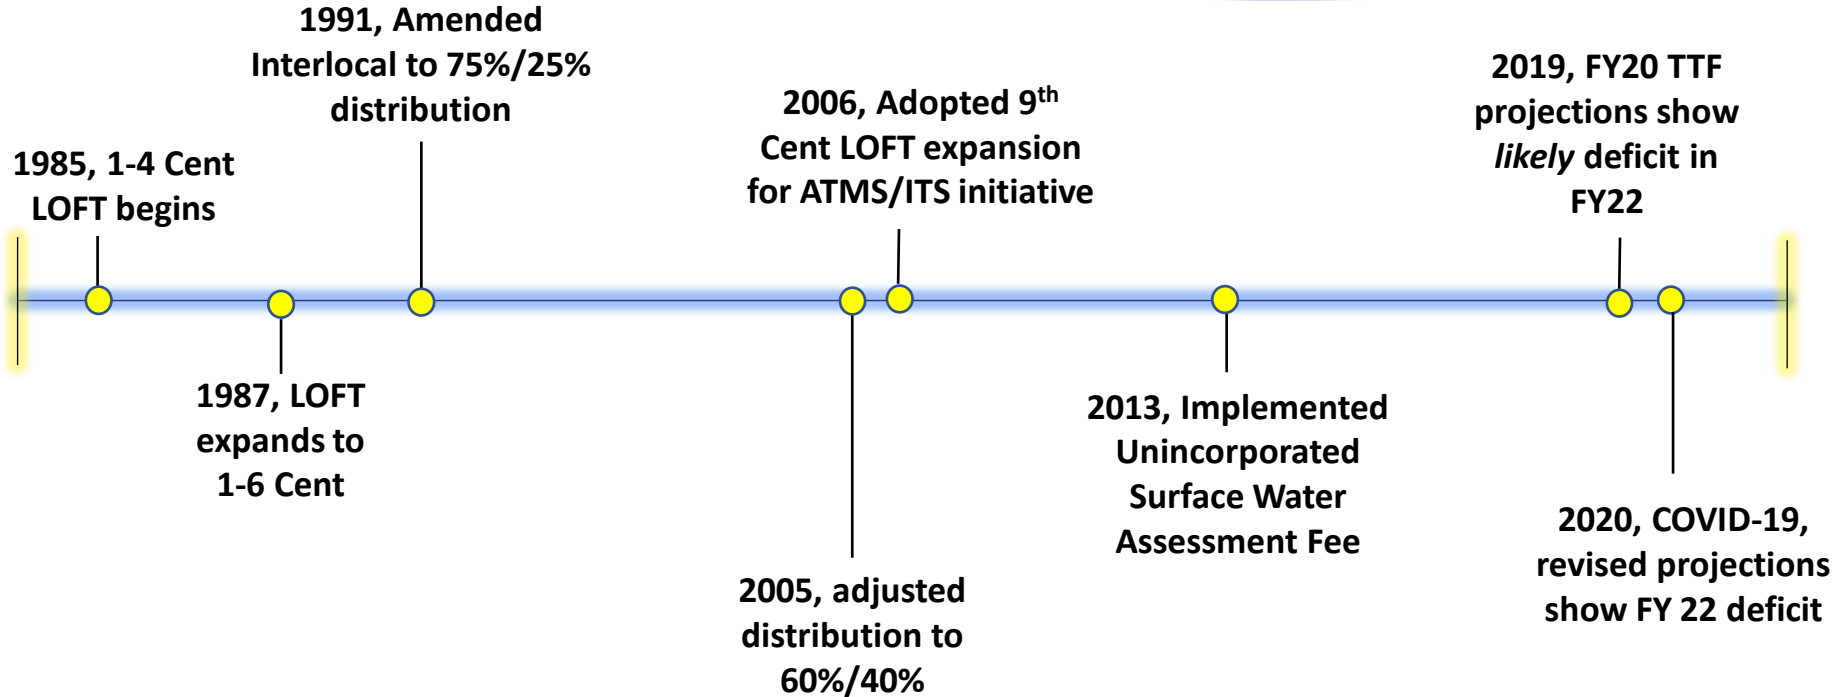 1985, 1-4 Cent
LOFT begins
1987, LOFT
expands to
1-6 Cent
1991, Amended
Interlocal to 75%/25%
distribution
2005, adjusted
distribution to
60%/40%
2006, Adopted 9th
Cent LOFT expansion
for ATMS/ITS initiative
2013, Implemented
Unincorporated
Surface Water
Assessment Fee
2019, FY20 TTF
projections show
likely deficit in
FY22
2020, COVID-19,
revised projections
show FY 22 deficit